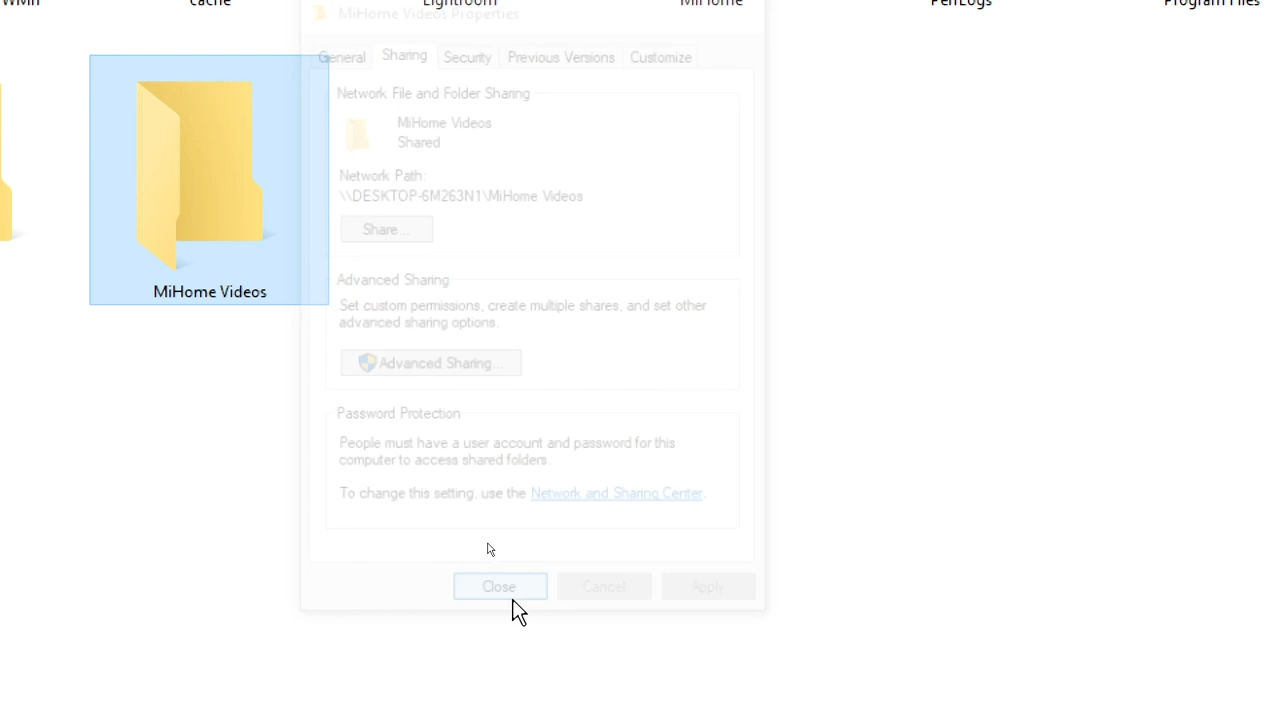 cache
Lightroom
MiHome
PerfLogs
Program Files
MiHome Videos Properties
General Sharing Security Previous Versions Customize
Network File and Folder Sharing
MiHome Videos
Shared
Network Path:
\\DESKTOP-6M263N1\MiHome Videos
Share...
MiHome Videos
Advanced Sharing
Set custom permissions, create multiple shares, and set other
advanced sharing options.
Advanced Sharing...
Password Protection
People must have a user account and password for this
computer to access shared folders.
To change this setting, use the Network and Sharing Center.
Close Cancel Apply